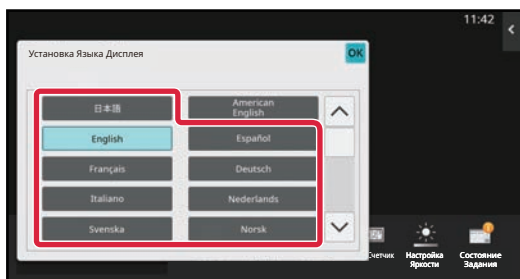 11:42
Установка Языка Дисплея
OK
日本語
American
English
English
Español
Français
Deutsch
Italiano
Nederlands
Svenska
Norsk
Счетчик
Настройка
Яркости
Состояние
Задания